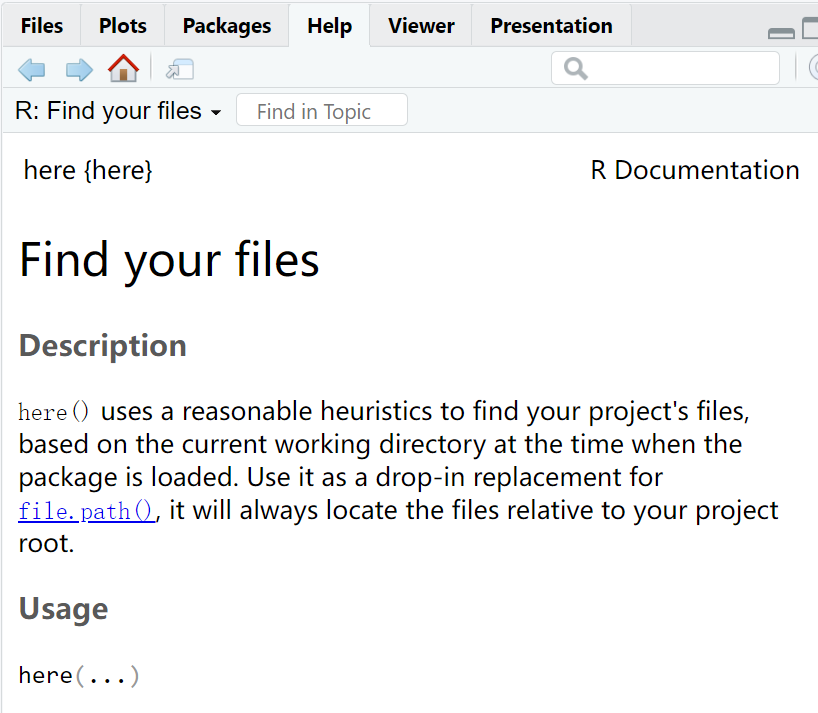 Files Plots Packages Help Viewer Presentation
R: Find your files Find in Topic
here {here} R Documentation
Find your files
Description
here() uses a reasonable heuristics to find your project's files,
based on the current working directory at the time when the
package is loaded. Use it as a drop-in replacement for
file.path(), it will always locate the files relative to your project
root.
Usage
here(...)